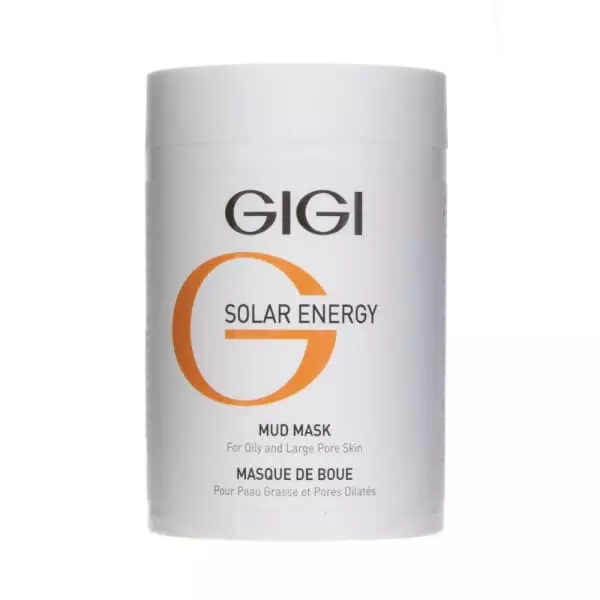 GIGI
G
SOLAR ENERGY
MUD MASK
For Oily and Large Pore Skin
MASQUE DE BOUE
Pour Peau Grasse et Pores Dilatés